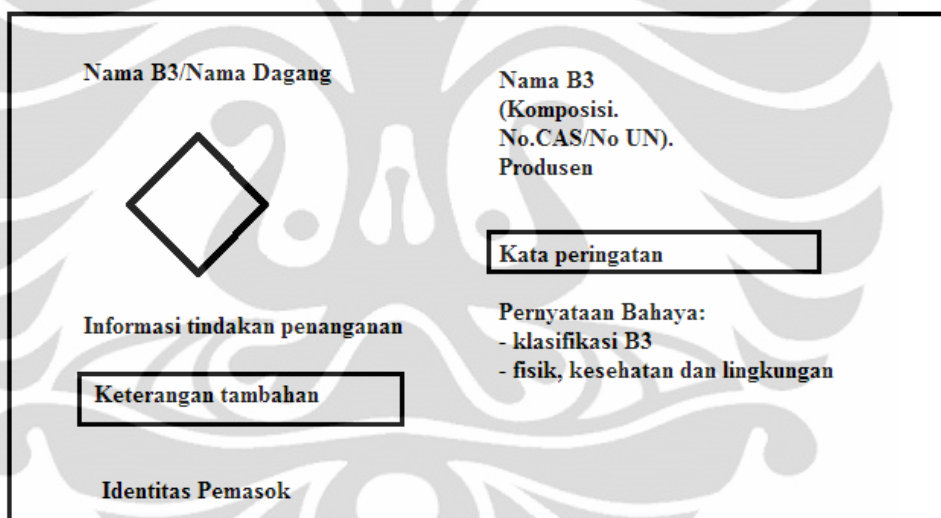 Nama B3/Nama Dagang
Informasi tindakan penanganan
Keterangan tambahan
Identitas Pemasok
Nama B3
(Komposisi.
No.CAS/No UN).
Produsen
Kata peringatan
Pernyataan Bahaya:
- klasifikasi B3
- fisik, kesehatan dan lingkungan